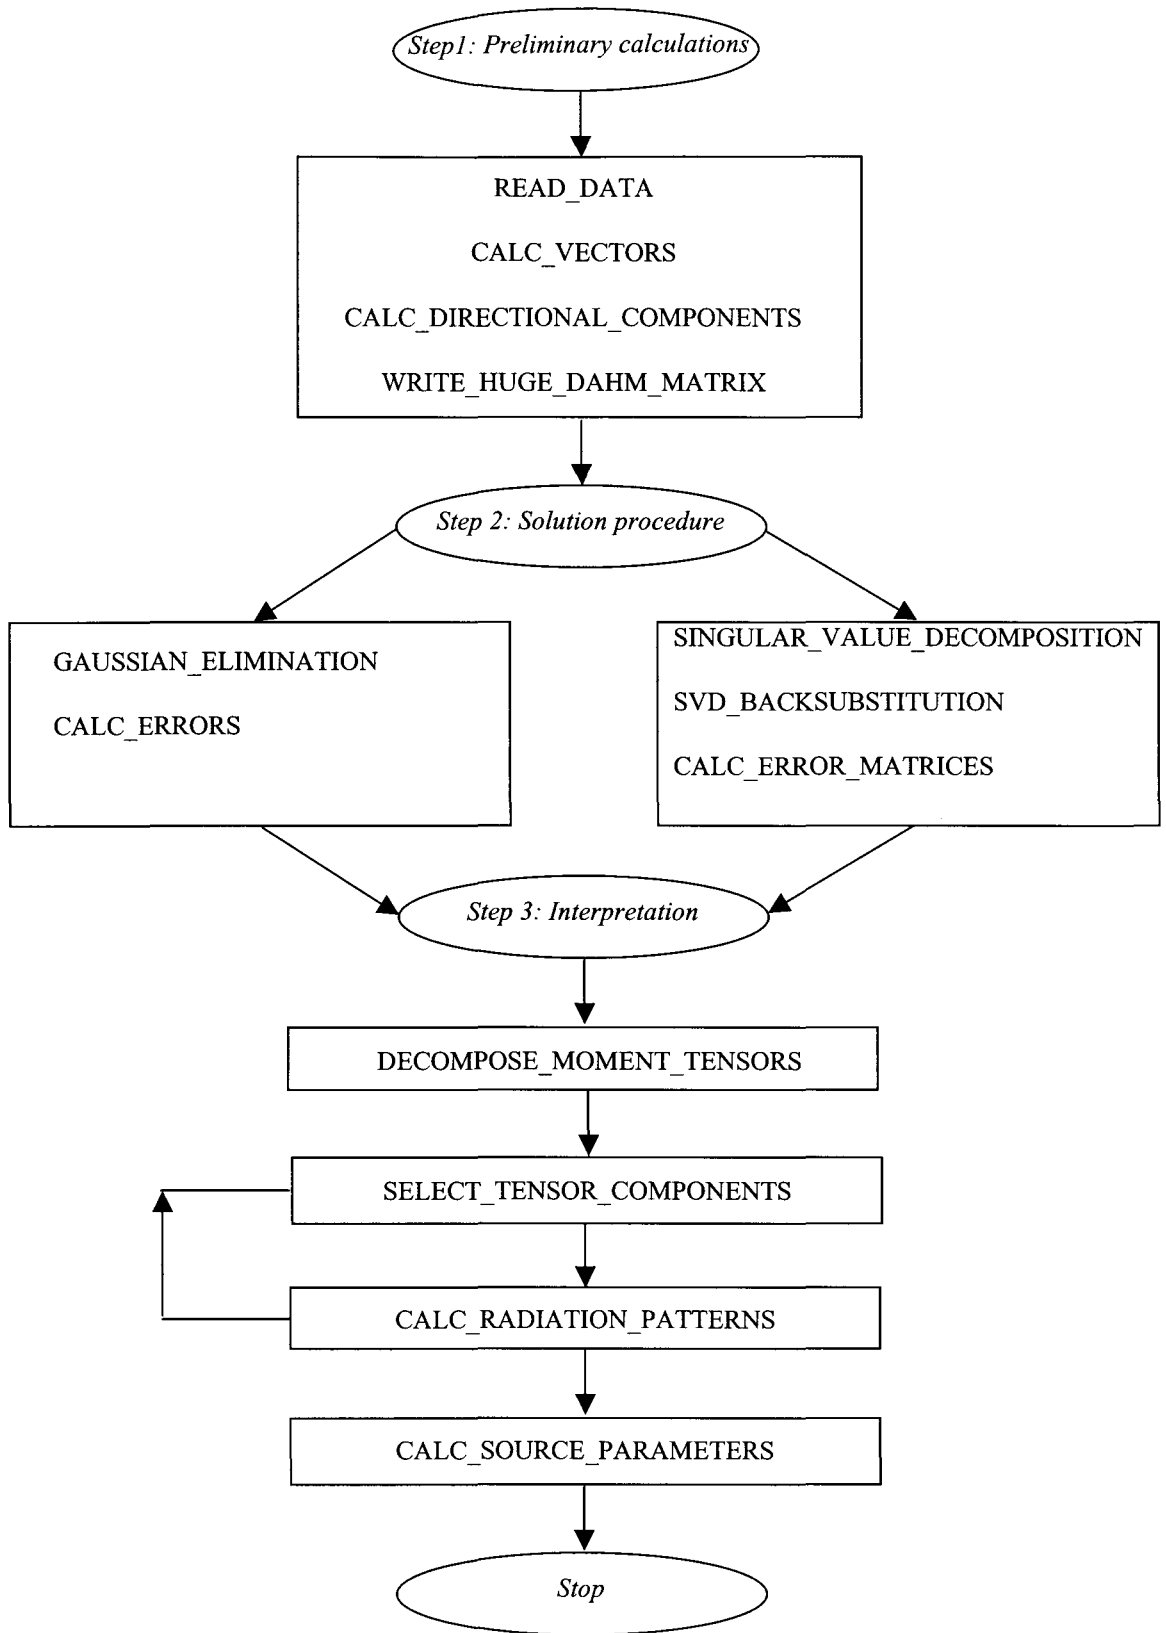 Step1: Preliminary calculations
READ_DATA
CALC_VECTORS
CALC_DIRECTIONAL_COMPONENTS
WRITE_HUGE_DAHM_MATRIX
Step 2: Solution procedure
GAUSSIAN_ELIMINATION
CALC_ERRORS
SINGULAR_VALUE_DECOMPOSITION
SVD_BACKSUBSTITUTION
CALC_ERROR_MATRICES
Step 3: Interpretation
DECOMPOSE_MOMENT_TENSORS
SELECT_TENSOR_COMPONENTS
CALC_RADIATION_PATTERNS
CALC_SOURCE_PARAMETERS
Stop